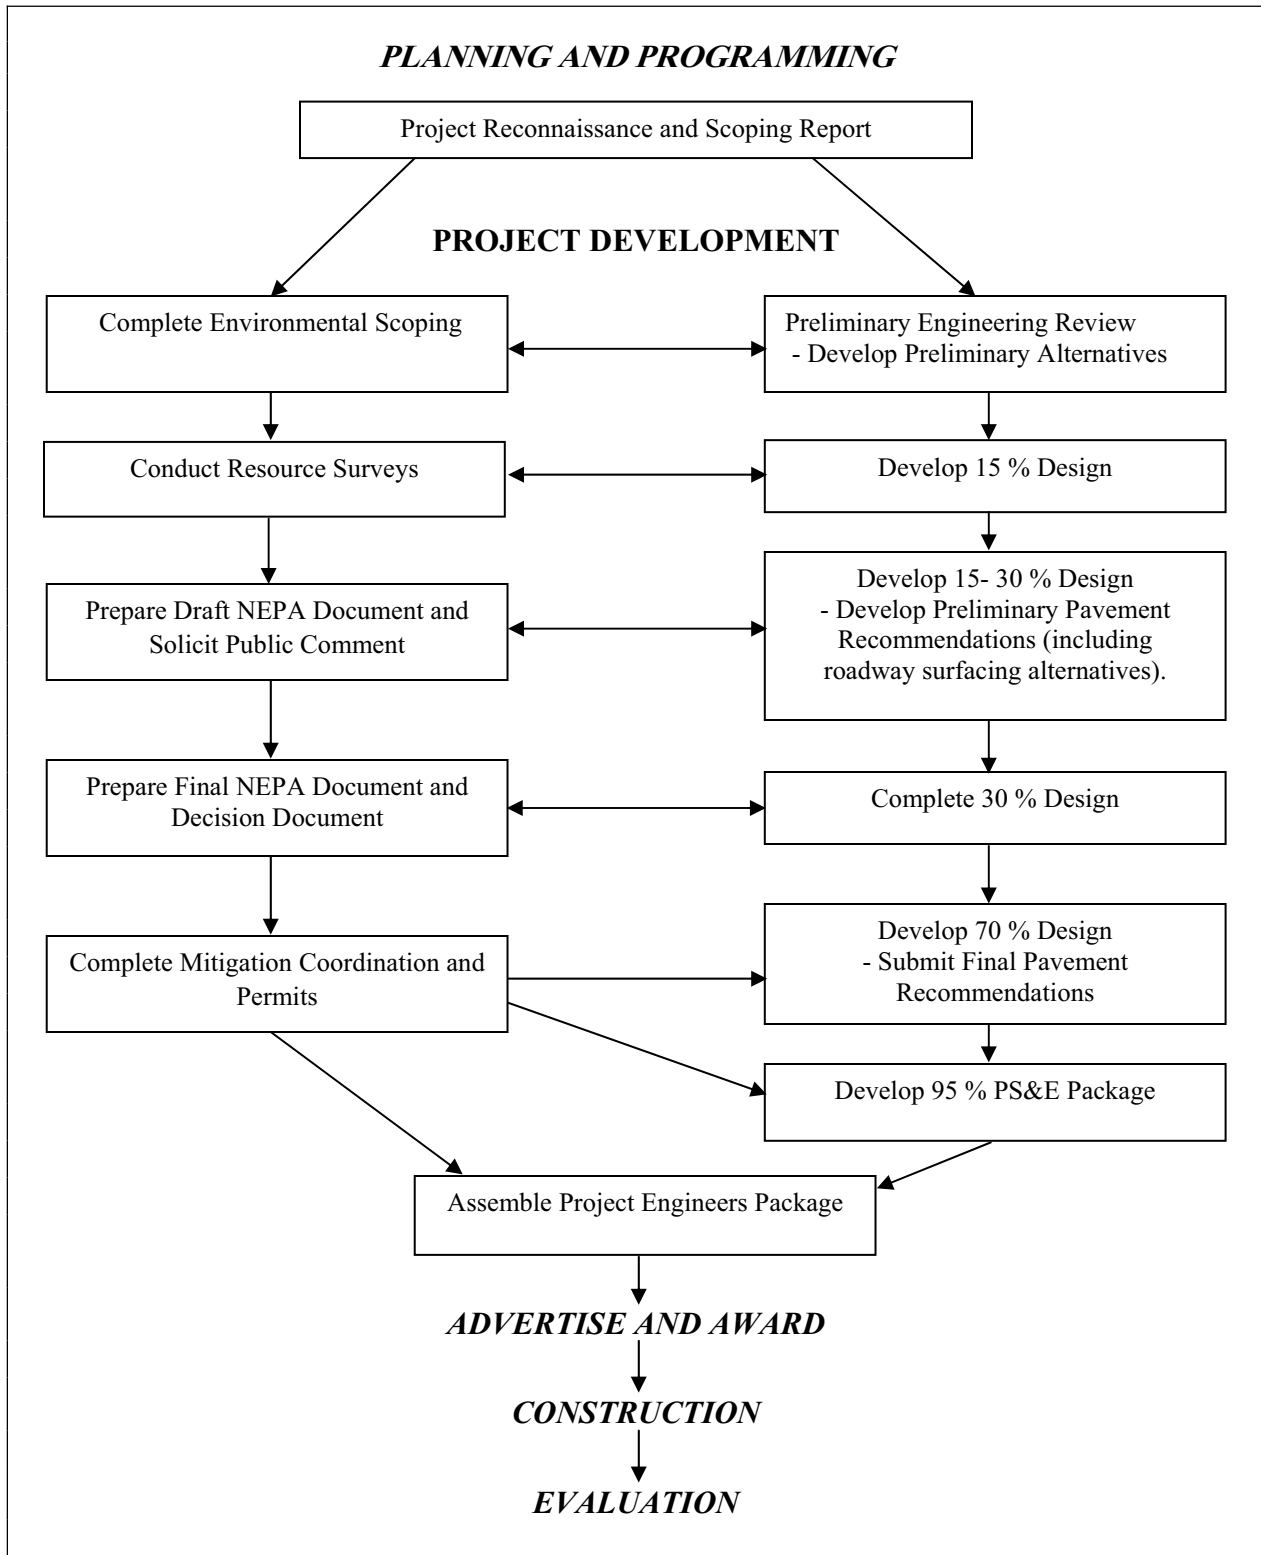 PLANNING AND PROGRAMMING
Project Reconnaissance and Scoping Report
PROJECT DEVELOPMENT
Complete Environmental Scoping
Preliminary Engineering Review
- Develop Preliminary Alternatives
Conduct Resource Surveys
Develop 15 % Design
Prepare Draft NEPA Document and
Solicit Public Comment
Develop 15- 30 % Design
- Develop Preliminary Pavement
Recommendations (including
roadway surfacing alternatives).
Prepare Final NEPA Document and
Decision Document
Complete 30 % Design
Complete Mitigation Coordination and
Permits
Develop 70 % Design
- Submit Final Pavement
Recommendations
Develop 95 % PS&E Package
Assemble Project Engineers Package
ADVERTISE AND AWARD
CONSTRUCTION
EVALUATION